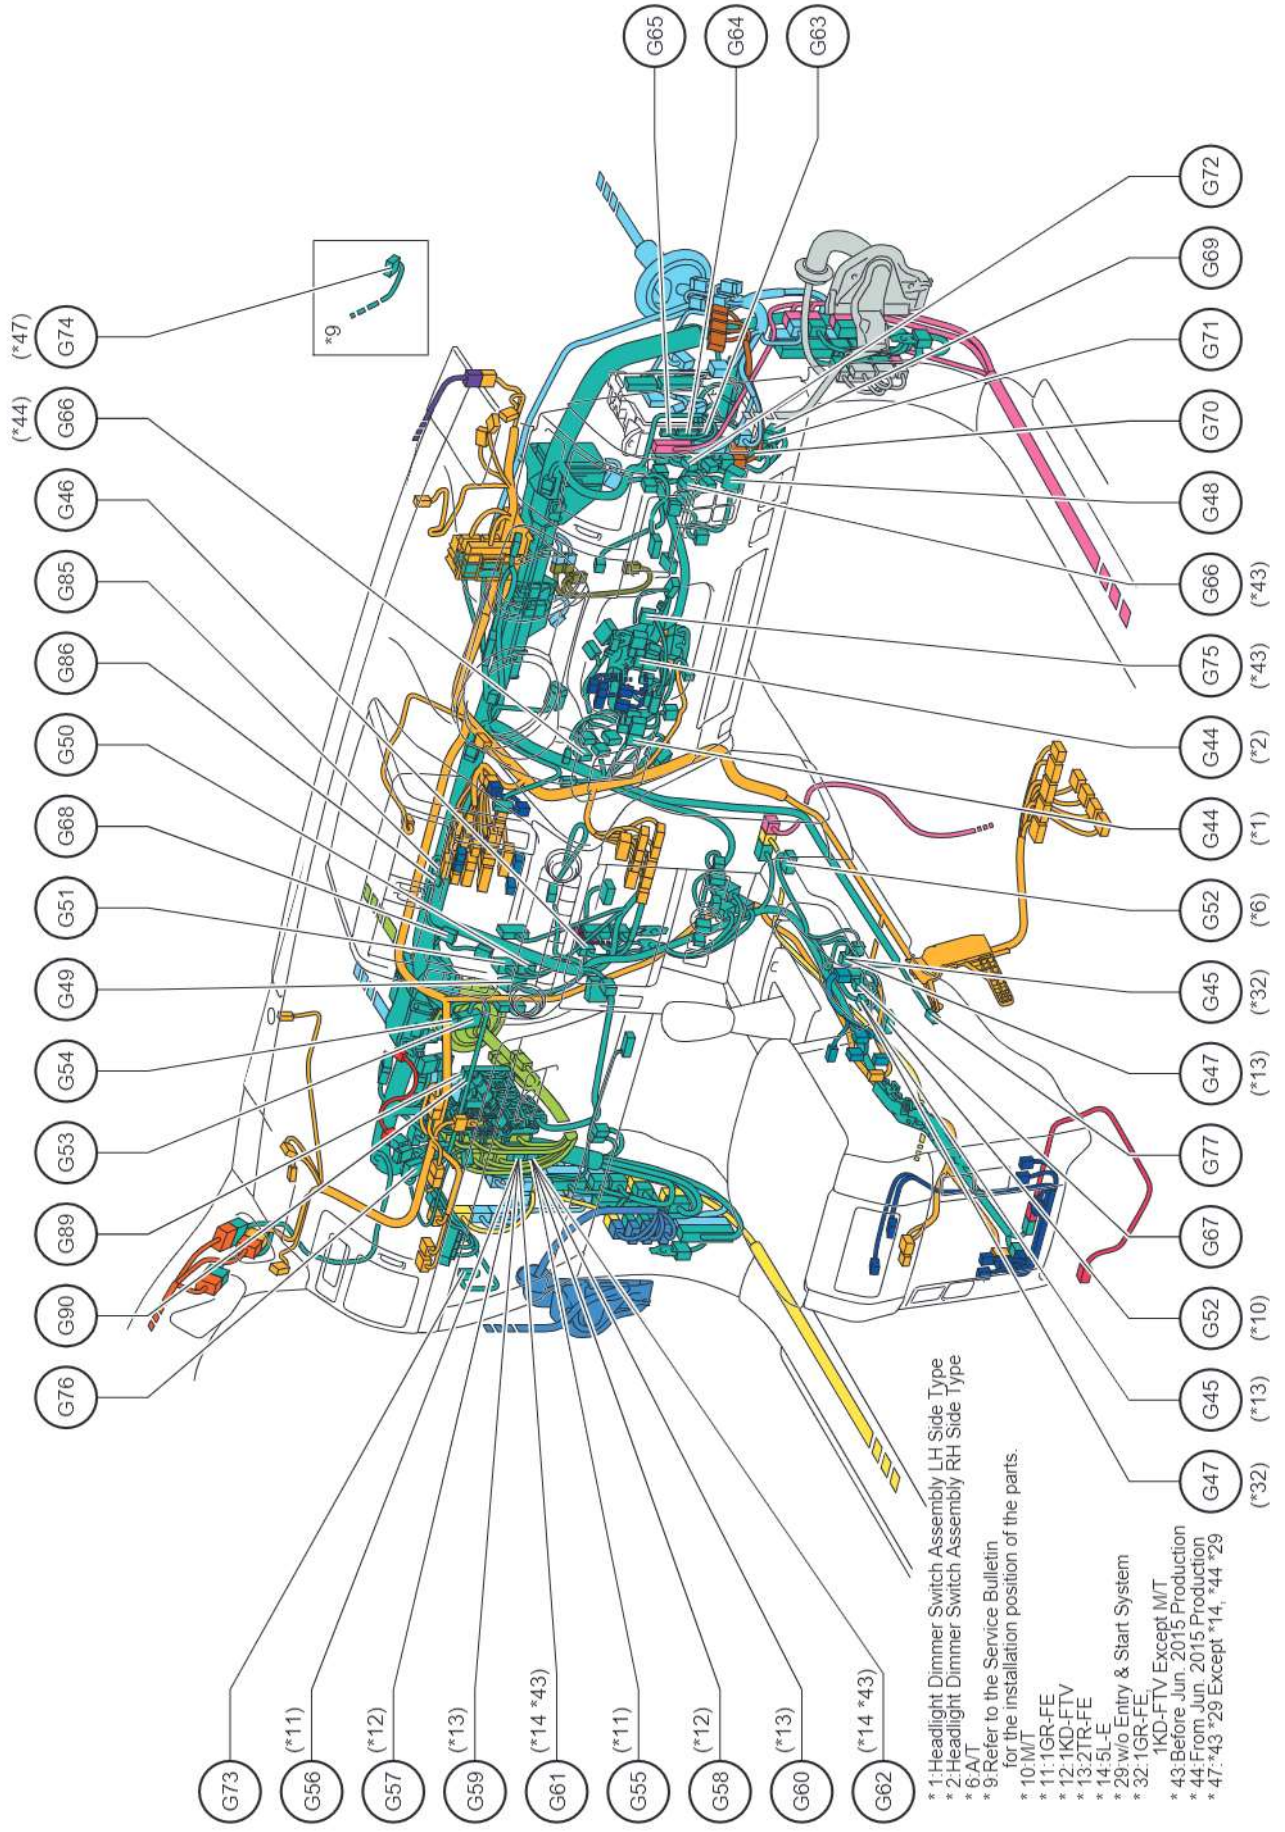 G76
G90
G89
G53
G54
G49
G51
G68
G50
G86
G85
G46
G66
(*44)
G74
(*47)
*9
G65
G64
G63
G73
G56
(*11)
G57
(*12)
G59
(*13)
G61
(*14 *43)
G55
(*11)
G58
(*12)
G60
(*13)
G62
(*14 *43)
G47
(*32)
G45
(*13)
G52
(*10)
G67
G77
G47
(*13)
G45
(*32)
G52
(*6)
G44
(*1)
G44
(*2)
G75
(*43)
G66
(*43)
G48
G70
G71
G69
G72
* 1:Headlight Dimmer Switch Assembly LH Side Type
* 2:Headlight Dimmer Switch Assembly RH Side Type
* 6:A/T
* 9:Refer to the Service Bulletin
for the installation position of the parts.
* 10:M/T
* 11:1GR-FE
* 12:1KD-FTV
* 13:2TR-FE
* 14:5L-E
* 29:w/o Entry & Start System
* 32:1GR-FE,
1KD-FTV Except M/T
* 43:Before Jun. 2015 Production
* 44:From Jun. 2015 Production
* 47:*43 *29 Except *14, *44 *29